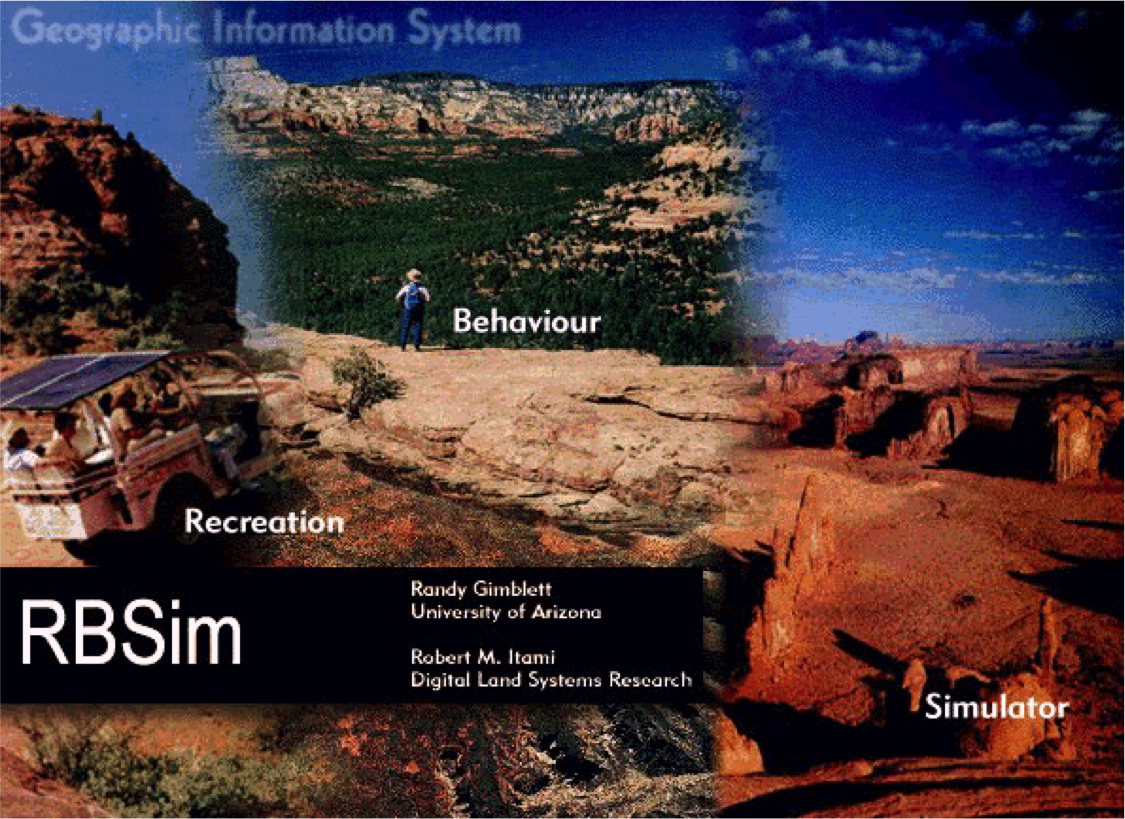 Geographic Information System
Behaviour
Recreation
RBSim
Randy Gimblett
University of Arizona
Robert M. Itami
Digital Land Systems Research
Simulator